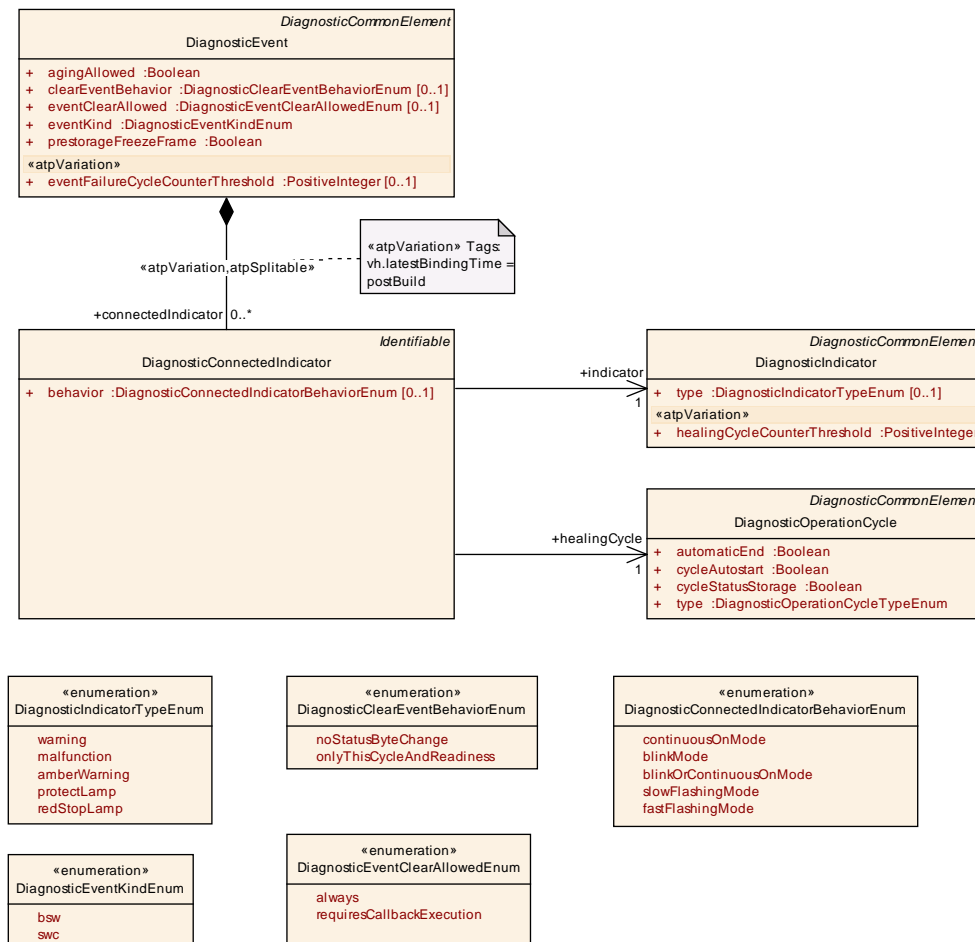 DiagnosticCommonElement
DiagnosticEvent
+ agingAllowed :Boolean
+ clearEventBehavior :DiagnosticClearEventBehaviorEnum [0..1]
+ eventClearAllowed :DiagnosticEventClearAllowedEnum [0..1]
+ eventKind :DiagnosticEventKindEnum
+ prestorageFreezeFrame :Boolean
«atpVariation»
+ eventFailureCycleCounterThreshold :PositiveInteger [0..1]
«atpVariation» Tags:
vh.latestBindingTime =
postBuild
«atpVariation,atpSplitable»
+connectedIndicator 0..*
Identifiable
DiagnosticConnectedIndicator
+ behavior :DiagnosticConnectedIndicatorBehaviorEnum [0..1]
+indicator
1
DiagnosticCommonElemen
DiagnosticIndicator
+ type :DiagnosticIndicatorTypeEnum [0..1]
«atpVariation»
+ healingCycleCounterThreshold :PositiveInteger
+healingCycle
1
DiagnosticCommonElemen
DiagnosticOperationCycle
+ automaticEnd :Boolean
+ cycleAutostart :Boolean
+ cycleStatusStorage :Boolean
+ type :DiagnosticOperationCycleTypeEnum
«enumeration»
DiagnosticIndicatorTypeEnum
warning
malfunction
amberWarning
protectLamp
redStopLamp
«enumeration»
DiagnosticClearEventBehaviorEnum
noStatusByteChange
onlyThisCycleAndReadiness
«enumeration»
DiagnosticConnectedIndicatorBehaviorEnum
continuousOnMode
blinkMode
blinkOrContinuousOnMode
slowFlashingMode
fastFlashingMode
«enumeration»
DiagnosticEventKindEnum
bsw
swc
«enumeration»
DiagnosticEventClearAllowedEnum
always
requiresCallbackExecution